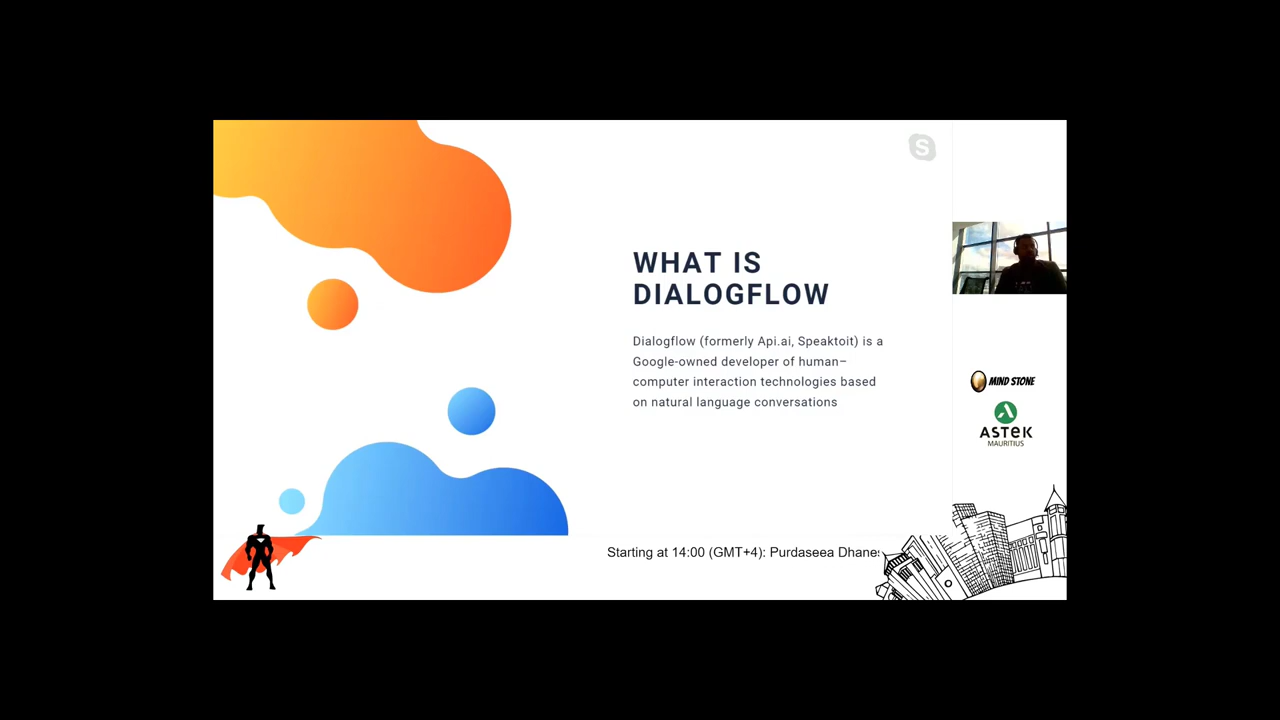 S
WHAT IS
DIALOGFLOW
Dialogflow (formerly Api.ai, Speaktoit) is a
Google-owned developer of human–
computer interaction technologies based
on natural language conversations
MIND STONE
ASTEK
MAURITIUS
Starting at 14:00 (GMT+4): Purdaseea Dhanes